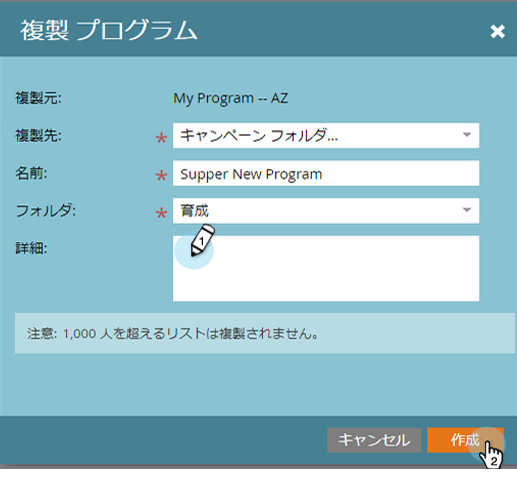 複製 プログラム
複製元: My Program -- AZ
複製先: * キャンペーン フォルダ...
名前: * Supper New Program
フォルダ: * 育成
1
詳細:
注意: 1,000 人を超えるリストは複製されません。
キャンセル 作成
2